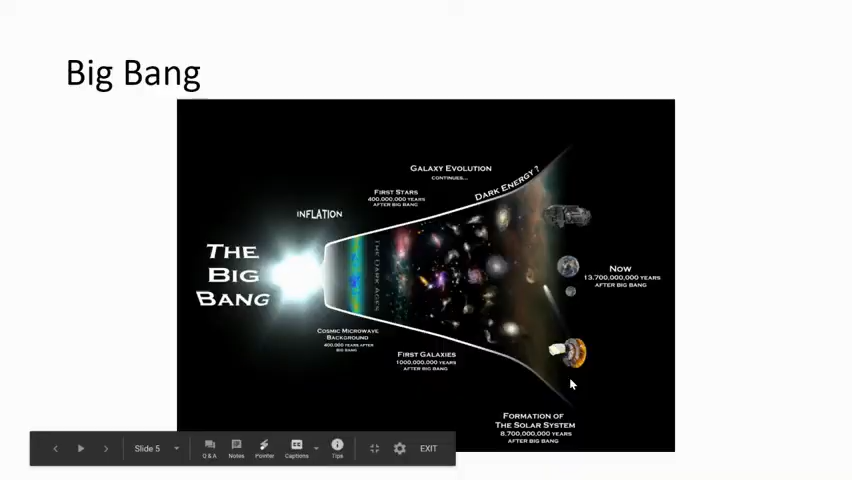 Big Bang
GALAXY EVOLUTION
CONTINUES...
DARK ENERGY?
FIRST STARS
400,000,000 YEARS
AFTER BIG BANG
INFLATION
THE
BIG
BANG
THE DARK AGES
NOW
13,700,000,000 YEARS
AFTER BIG BANG
COSMIC MICROWAVE
BACKGROUND
400,000 YEARS AFTER
BIG BANG
FIRST GALAXIES
1000,000,000 YEARS
AFTER BIG BANG
FORMATION OF
THE SOLAR SYSTEM
8,700,000,000 YEARS
AFTER BIG BANG
Slide 5
Q & A
Notes
Pointer
Captions
Tips
EXIT